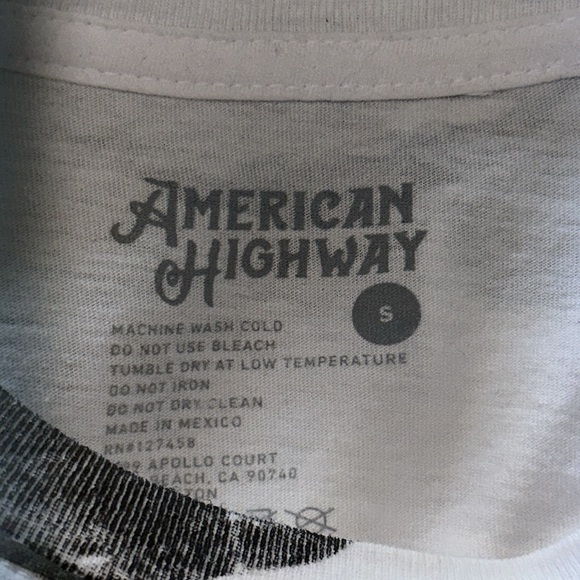 AMERICAN
HIGHWAY
S
MACHINE WASH COLD
DO NOT USE BLEACH
TUMBLE DRY AT LOW TEMPERATURE
DO NOT IRON
DO NOT DRY CLEAN
MADE IN MEXICO
RN#127458
APOLLO COURT
BEACH, CA 90740